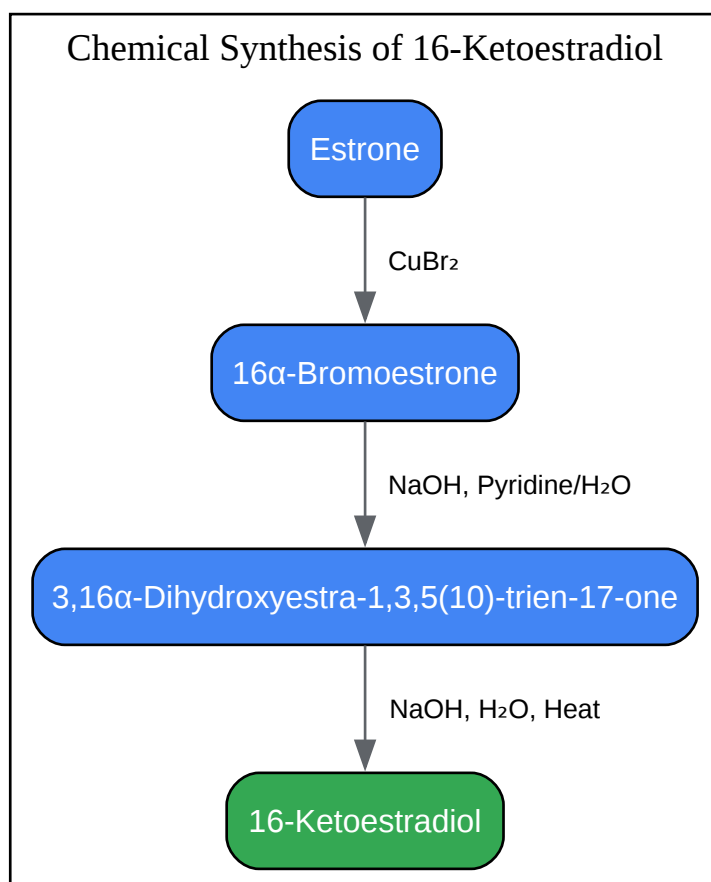 Chemical Synthesis of 16-Ketoestradiol
Estrone
CuBr₂
16α-Bromoestrone
NaOH, Pyridine/H₂O
3,16α-Dihydroxyestra-1,3,5(10)-trien-17-one
NaOH, H₂O, Heat
16-Ketoestradiol